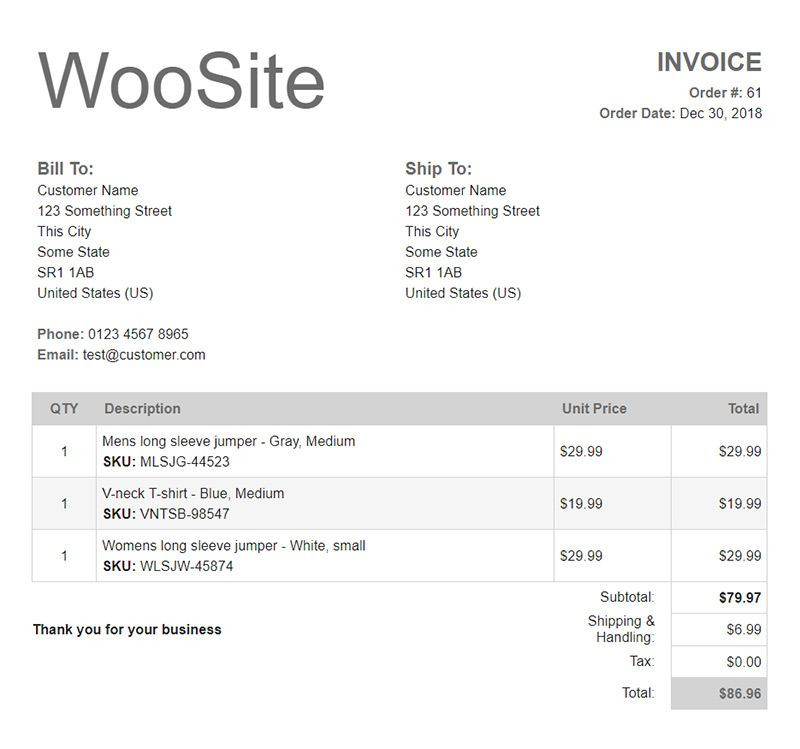 WooSite
INVOICE
Order #: 61
Order Date: Dec 30, 2018
Bill To:
Customer Name
123 Something Street
This City
Some State
SR1 1AB
United States (US)
Phone: 0123 4567 8965
Email: test@customer.com
Ship To:
Customer Name
123 Something Street
This City
Some State
SR1 1AB
United States (US)
QTY Description Unit Price Total
1 Mens long sleeve jumper - Gray, Medium $29.99 $29.99
SKU: MLSJG-44523
1 V-neck T-shirt - Blue, Medium $19.99 $19.99
SKU: VNTSB-98547
1 Womens long sleeve jumper - White, small $29.99 $29.99
SKU: WLSJW-45874
Subtotal: $79.97
Thank you for your business
Shipping &
Handling: $6.99
Tax: $0.00
Total: $86.96